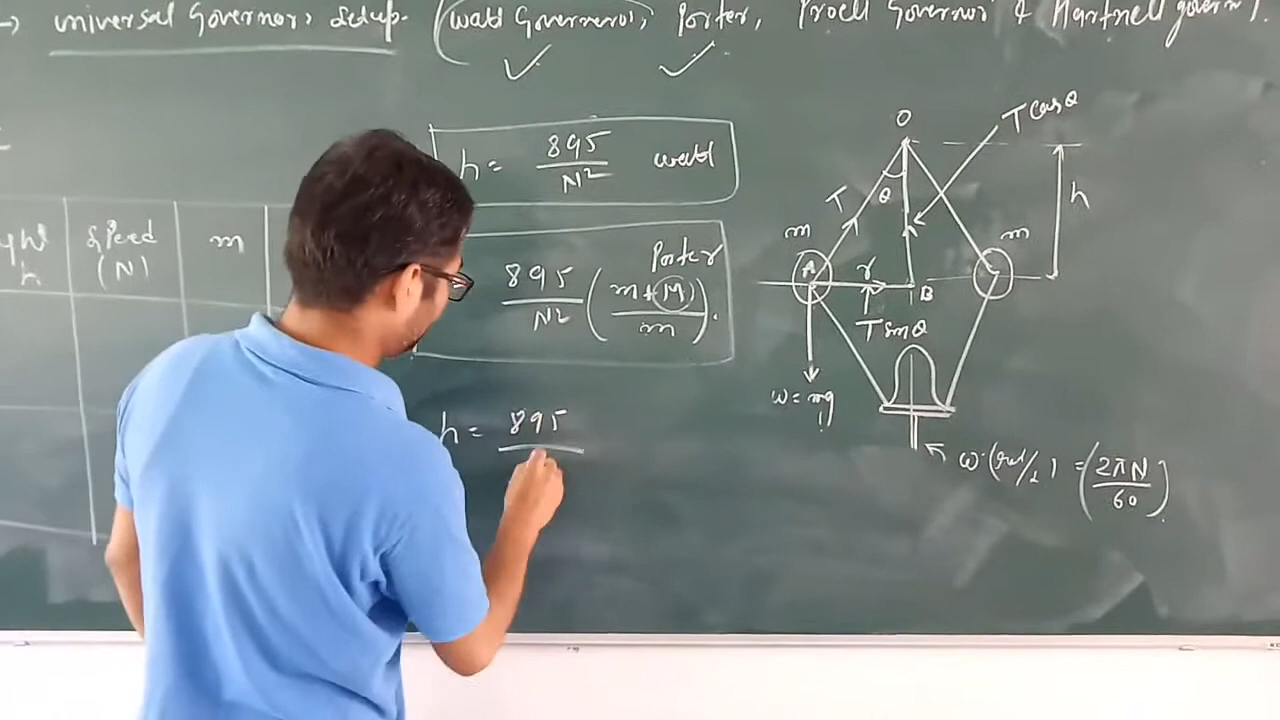 → Universal Governors Setup. (Watt Governors, Porter, Proell Governor & Hartnell govern).
h = 895/N² Watt
Porter
895/N² (m+(M)/m).
h = 895
h
Speed (N)
m
O
T cosθ
T
θ
h
m
m
A
r
B
T sinθ
w = mg
ω (rad/s) = (2πN/60)